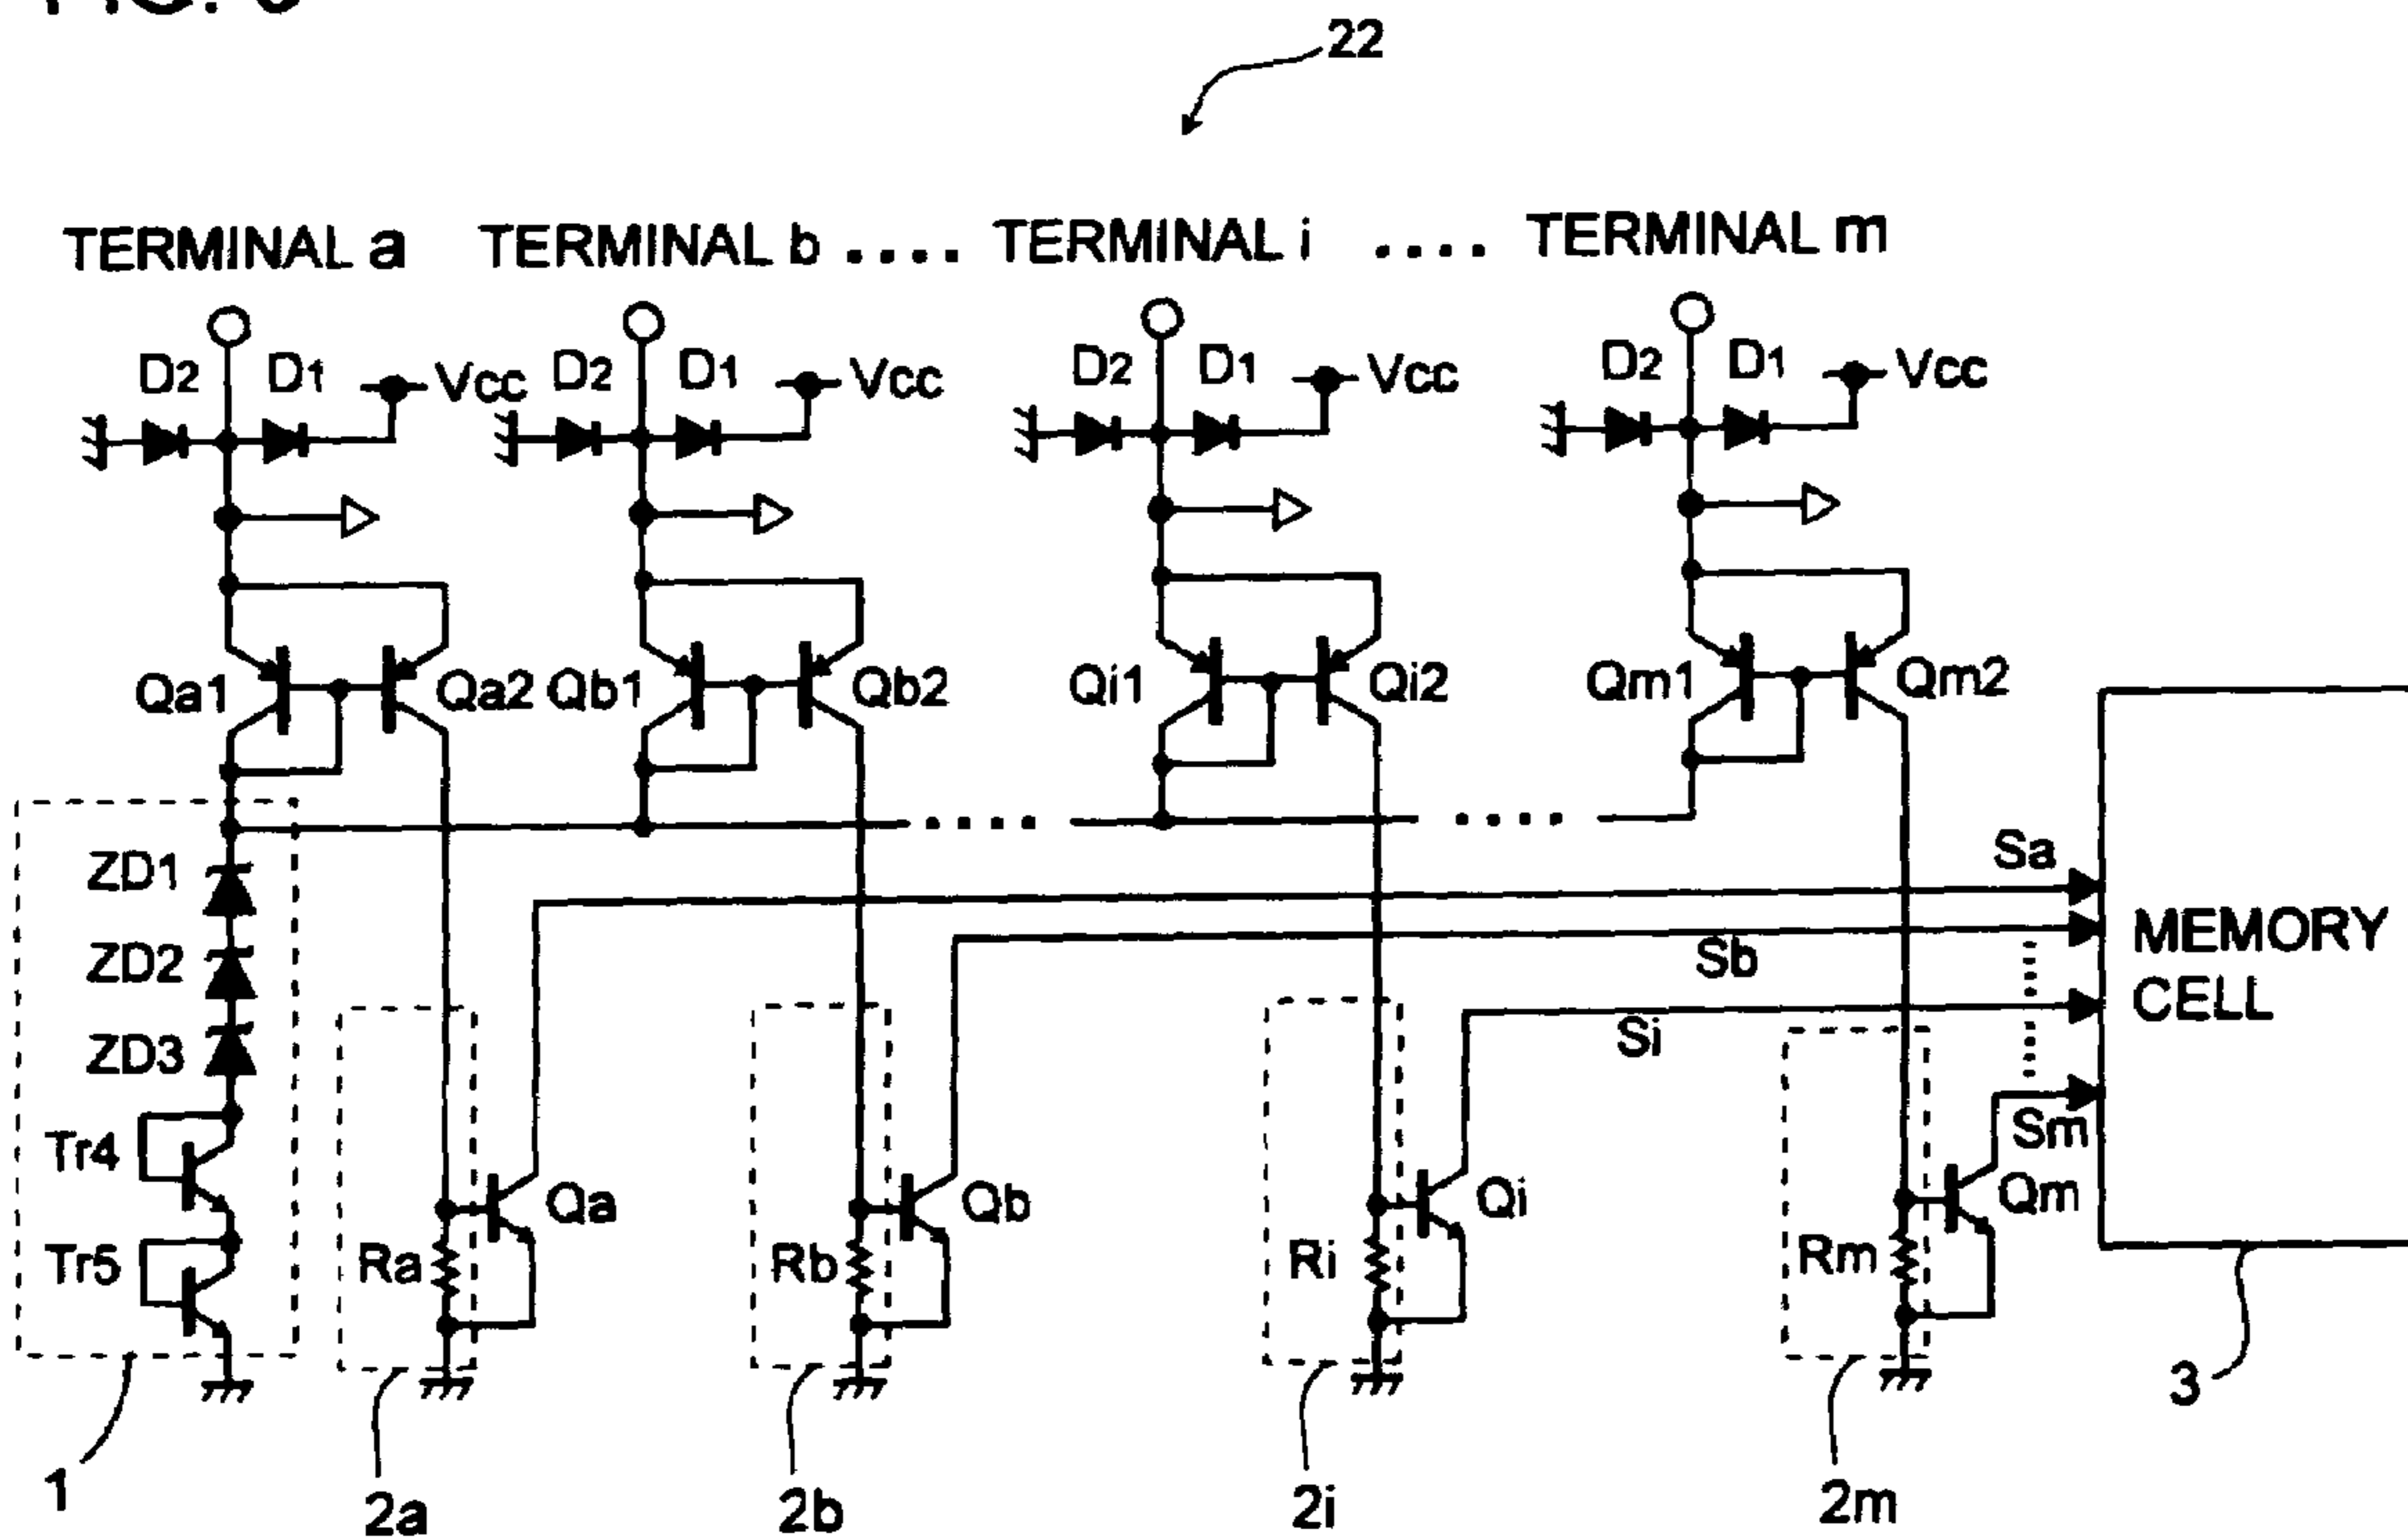 22
TERMINAL a TERMINAL b .... TERMINAL i .... TERMINAL m
D2 D1 Vcc D2 D1 Vcc D2 D1 Vcc D2 D1 Vcc
Qa1 Qa2 Qb1 Qb2 Qi1 Qi2 Qm1 Qm2
ZD1
ZD2
ZD3
Sa
Sb
Si
Sm
MEMORY
CELL
Tr4
Tr5
Qa Qb Qi Qm
Ra Rb Ri Rm
1 2a 2b 2i 2m 3